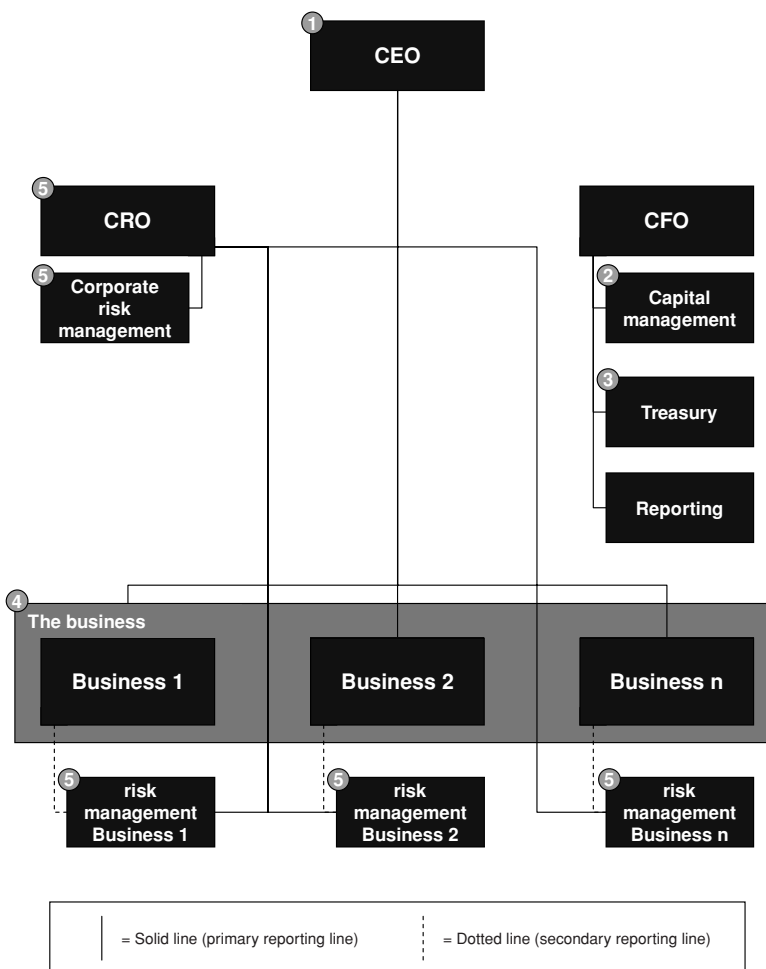 1
CEO
5
CRO
CFO
5
Corporate
risk
management
2
Capital
management
3
Treasury
Reporting
4
The business
Business 1
Business 2
Business n
5
risk
management
Business 1
5
risk
management
Business 2
5
risk
management
Business n
= Solid line (primary reporting line)
= Dotted line (secondary reporting line)